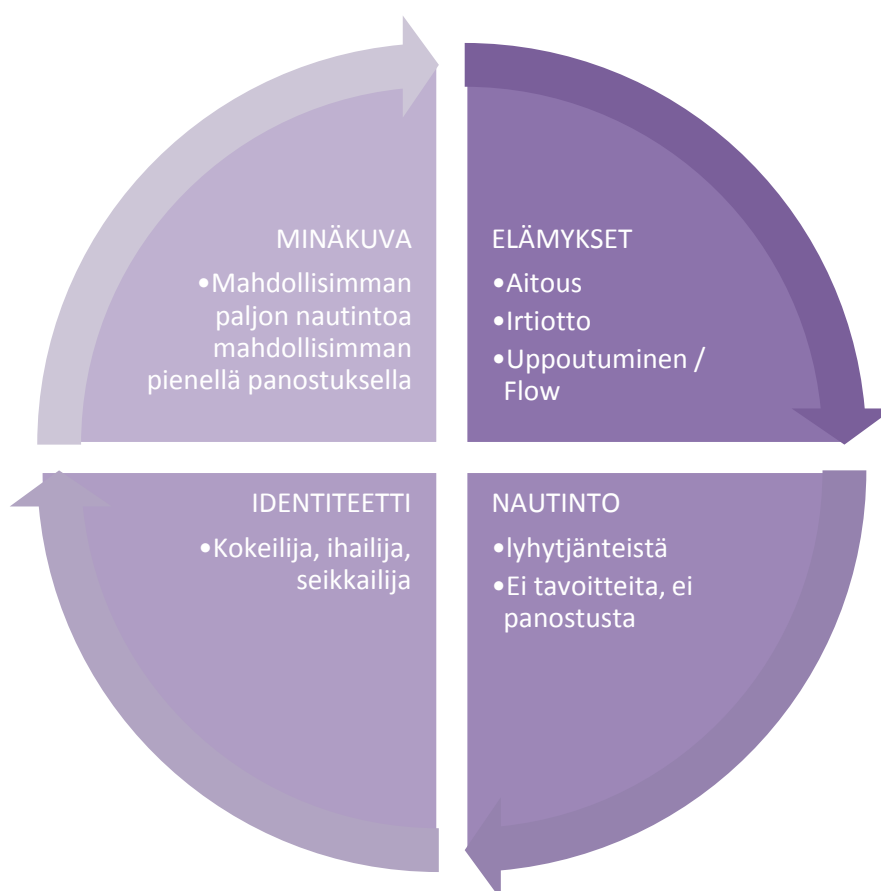 MINÄKUVA
•Mahdollisimman
paljon nautintoa
mahdollisimman
pienellä panostuksella
ELÄMYKSET
•Aitous
•Irtiotto
•Uppoutuminen /
Flow
IDENTITEETTI
•Kokeilija, ihailija,
seikkailija
NAUTINTO
•lyhytjänteistä
•Ei tavoitteita, ei
panostusta